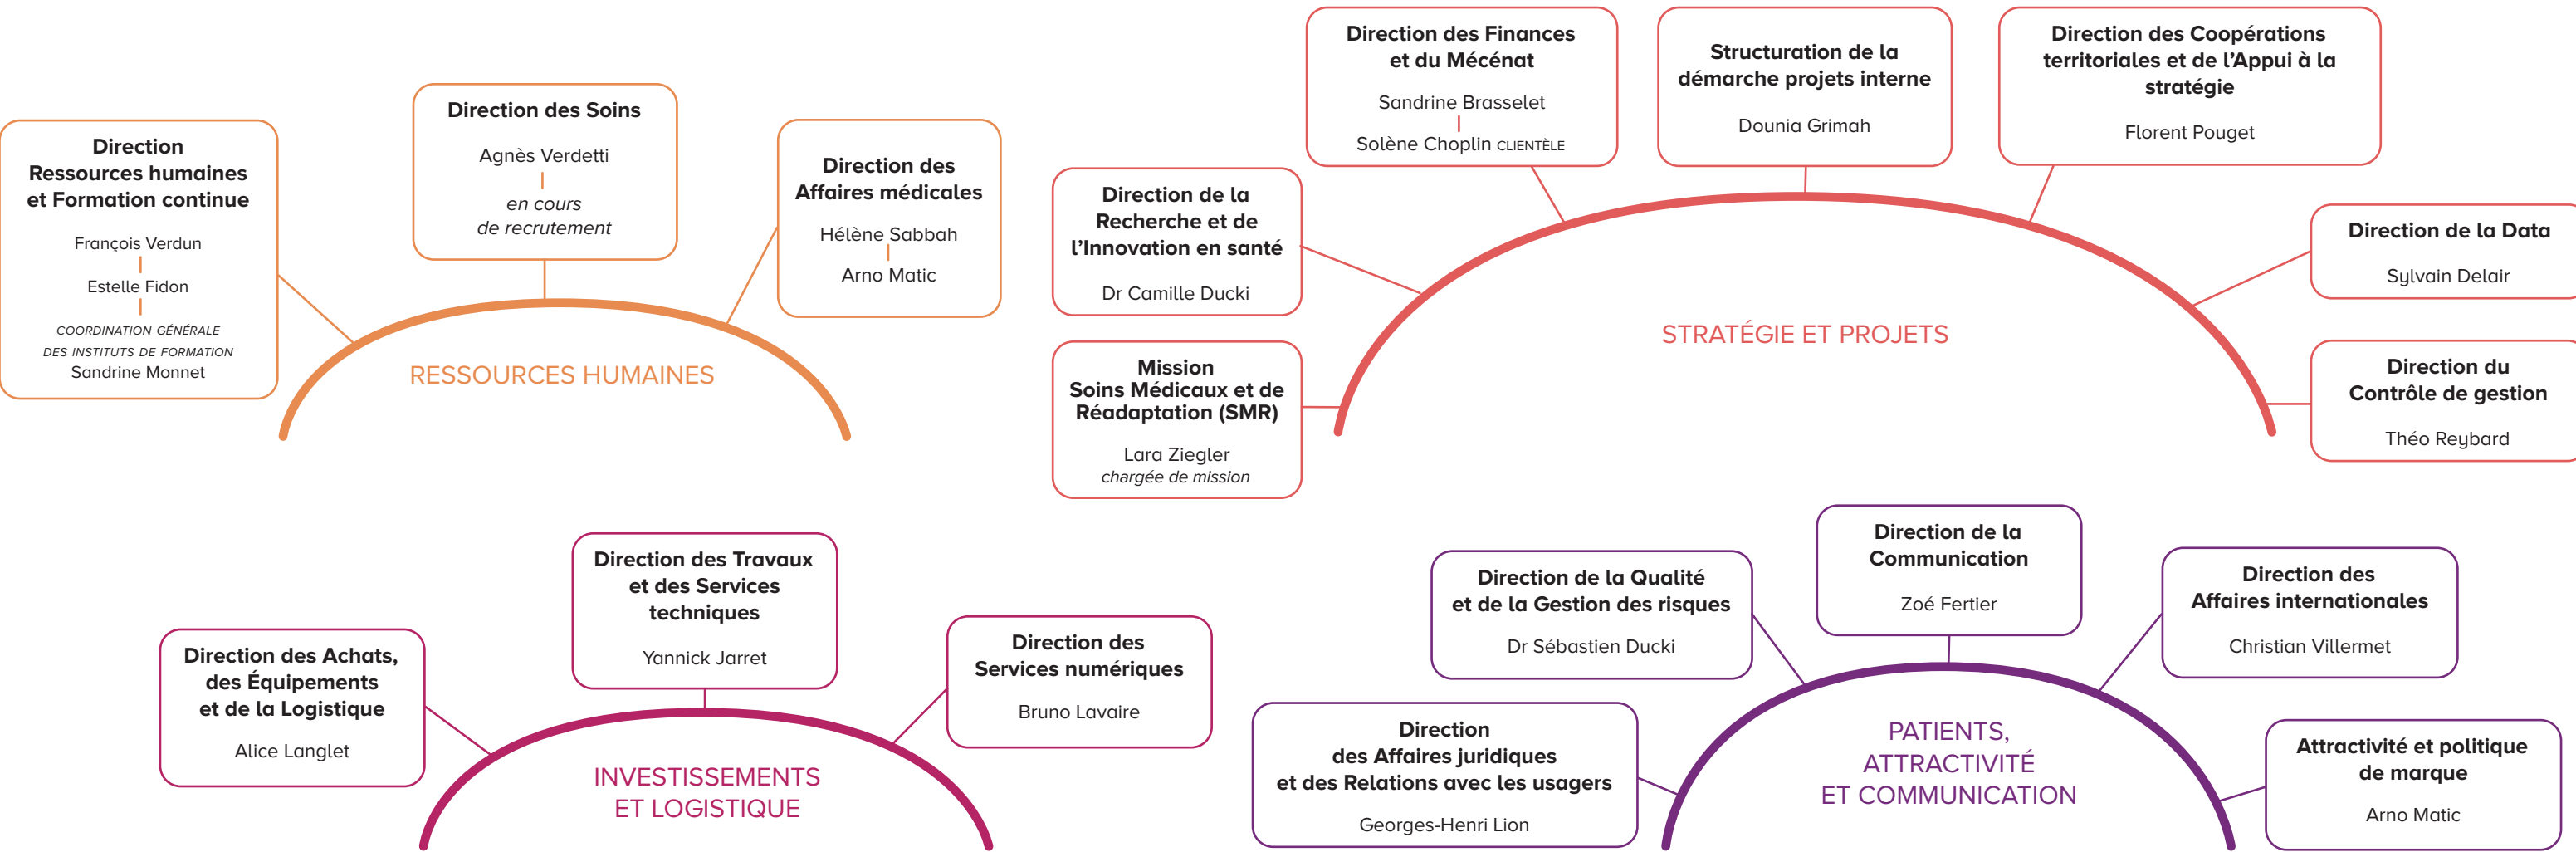 Direction
Ressources humaines
et Formation continue
François Verdun
Estelle Fidon
COORDINATION GÉNÉRALE
DES INSTITUTS DE FORMATION
Sandrine Monnet
Direction des Soins
Agnès Verdetti
en cours
de recrutement
Direction des
Affaires médicales
Hélène Sabbah
Arno Matic
RESSOURCES HUMAINES
Mission
Soins Médicaux et de
Réadaptation (SMR)
Lara Ziegler
chargée de mission
Direction de la
Recherche et de
l'Innovation en santé
Dr Camille Ducki
Direction des Finances
et du Mécénat
Sandrine Brasselet
Solène Choplin CLIENTÈLE
Structuration de la
démarche projets interne
Dounia Grimah
Direction des Coopérations
territoriales et de l'Appui à la
stratégie
Florent Pouget
Direction de la Data
Sylvain Delair
Direction du
Contrôle de gestion
Théo Reybard
STRATÉGIE ET PROJETS
Direction des Achats,
des Équipements
et de la Logistique
Alice Langlet
Direction des Travaux
et des Services
techniques
Yannick Jarret
Direction des
Services numériques
Bruno Lavaire
INVESTISSEMENTS
ET LOGISTIQUE
Direction
des Affaires juridiques
et des Relations avec les usagers
Georges-Henri Lion
Direction de la Qualité
et de la Gestion des risques
Dr Sébastien Ducki
Direction de la
Communication
Zoé Fertier
Direction des
Affaires internationales
Christian Villermet
Attractivité et politique
de marque
Arno Matic
PATIENTS,
ATTRACTIVITÉ
ET COMMUNICATION